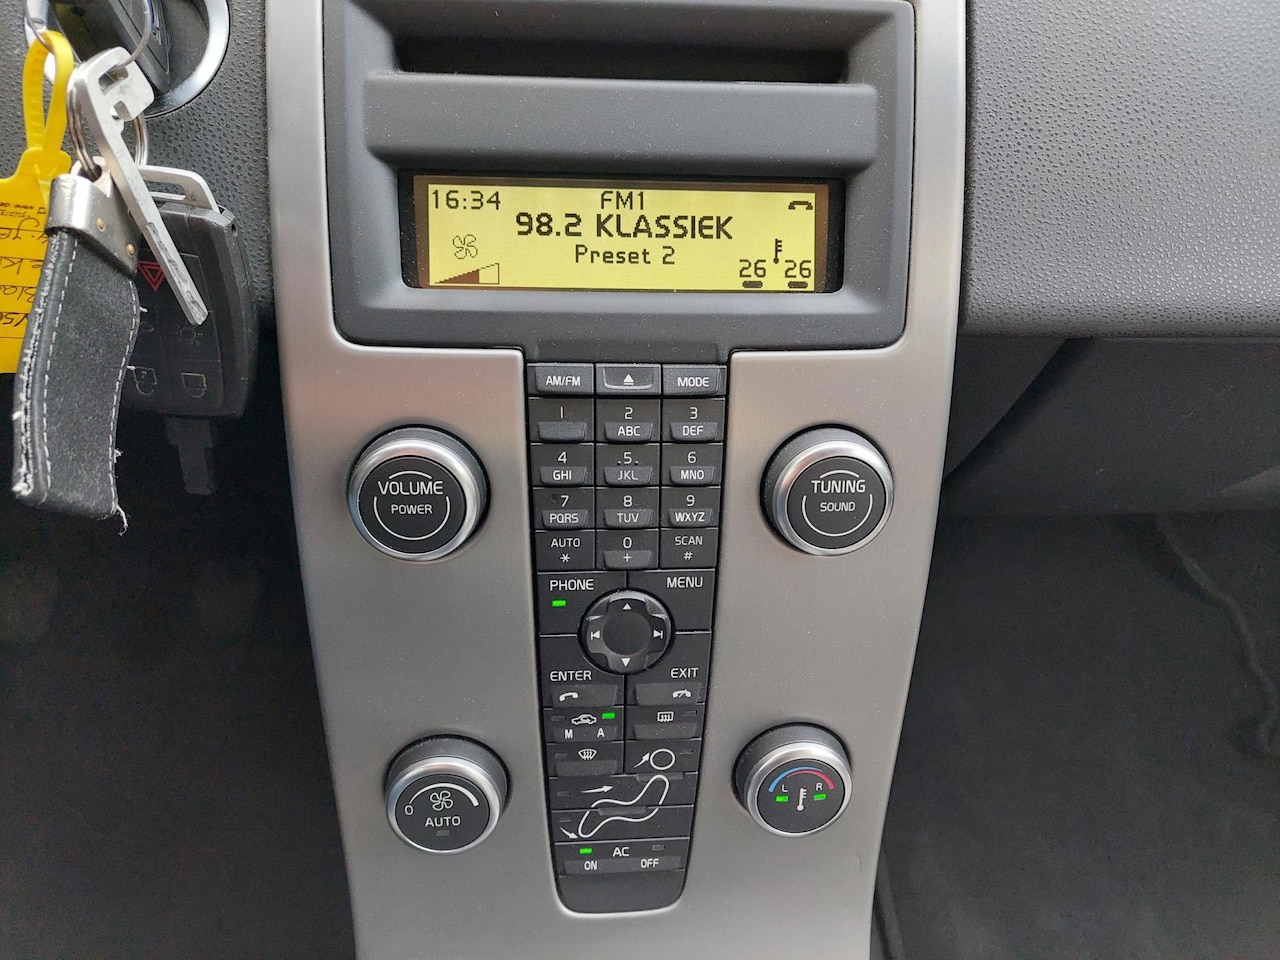 16:34
FM1
98.2 KLASSIEK
Preset 2
26 26
AM/FM MODE
1 2 3
ABC DEF
4 5 6
GHI JKL MNO
7 8 9
PQRS TUV WXYZ
AUTO 0 SCAN
* + #
VOLUME
POWER
TUNING
SOUND
PHONE MENU
ENTER EXIT
M A
0
AUTO
L R
AC
ON OFF